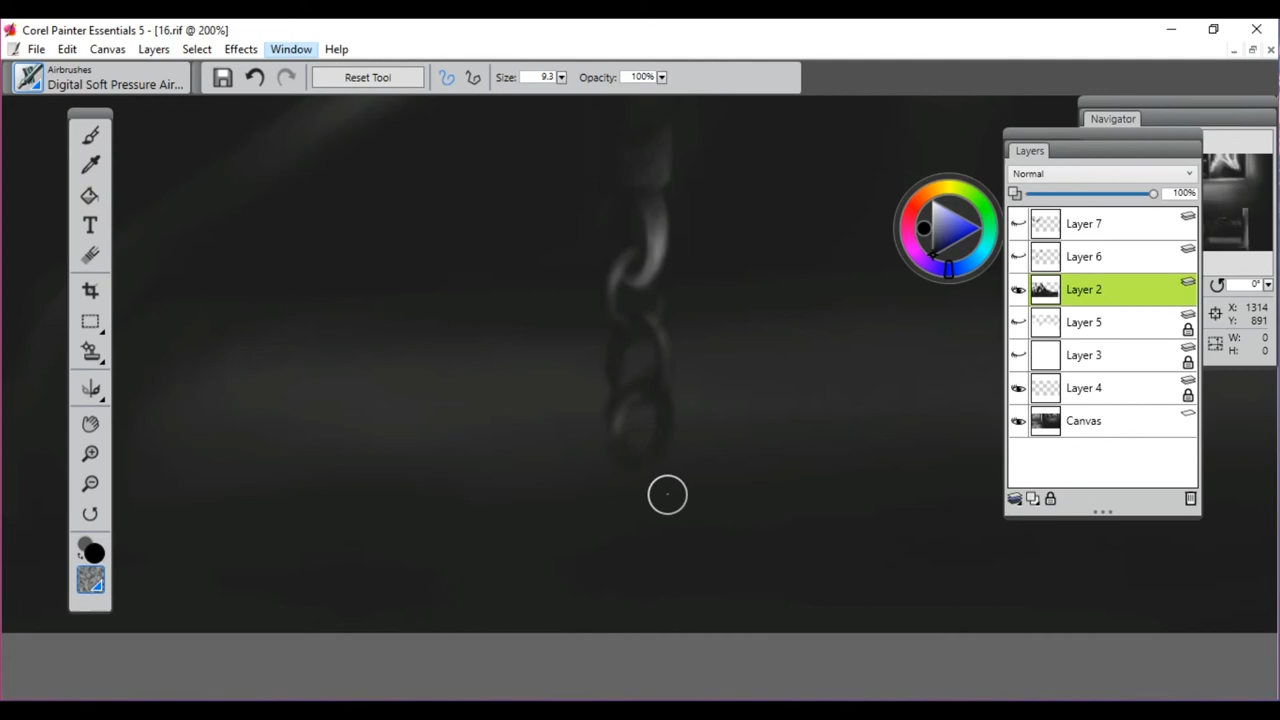 Corel Painter Essentials 5 - [16.rif @ 200%]
File Edit Canvas Layers Select Effects Window Help
Airbrushes
Digital Soft Pressure Air...
Reset Tool
Size: 9.3
Opacity: 100%
Navigator
Layers
Normal
100%
Layer 7
Layer 6
Layer 2
Layer 5
Layer 3
Layer 4
Canvas
0°
X: 1314
Y: 891
W: 0
H: 0
T